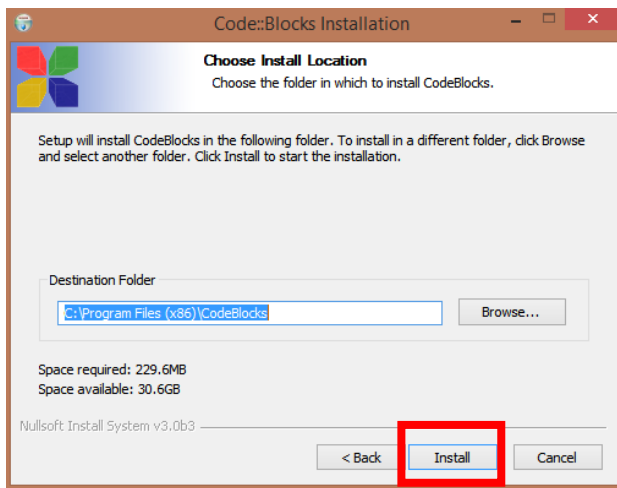 Code::Blocks Installation
Choose Install Location
Choose the folder in which to install CodeBlocks.
Setup will install CodeBlocks in the following folder. To install in a different folder, click Browse
and select another folder. Click Install to start the installation.
Destination Folder
C:\Program Files (x86)\CodeBlocks
Browse...
Space required: 229.6MB
Space available: 30.6GB
Nullsoft Install System v3.0b3
< Back
Install
Cancel